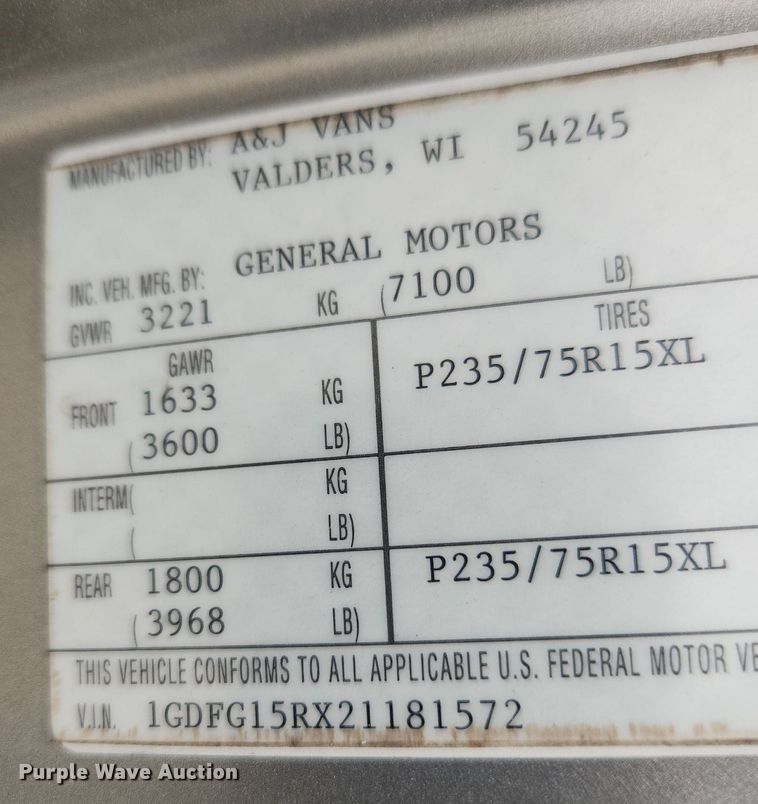 MANUFACTURED BY: A&J VANS
VALDERS, WI 54245
INC. VEH. MFG. BY: GENERAL MOTORS
GVWR 3221 KG (7100 LB)
GAWR TIRES
FRONT 1633 KG P235/75R15XL
(3600 LB)
INTERM( KG
( LB)
REAR 1800 KG P235/75R15XL
(3968 LB)
THIS VEHICLE CONFORMS TO ALL APPLICABLE U.S. FEDERAL MOTOR VE
V.I.N. 1GDFG15RX21181572
Purple Wave Auction